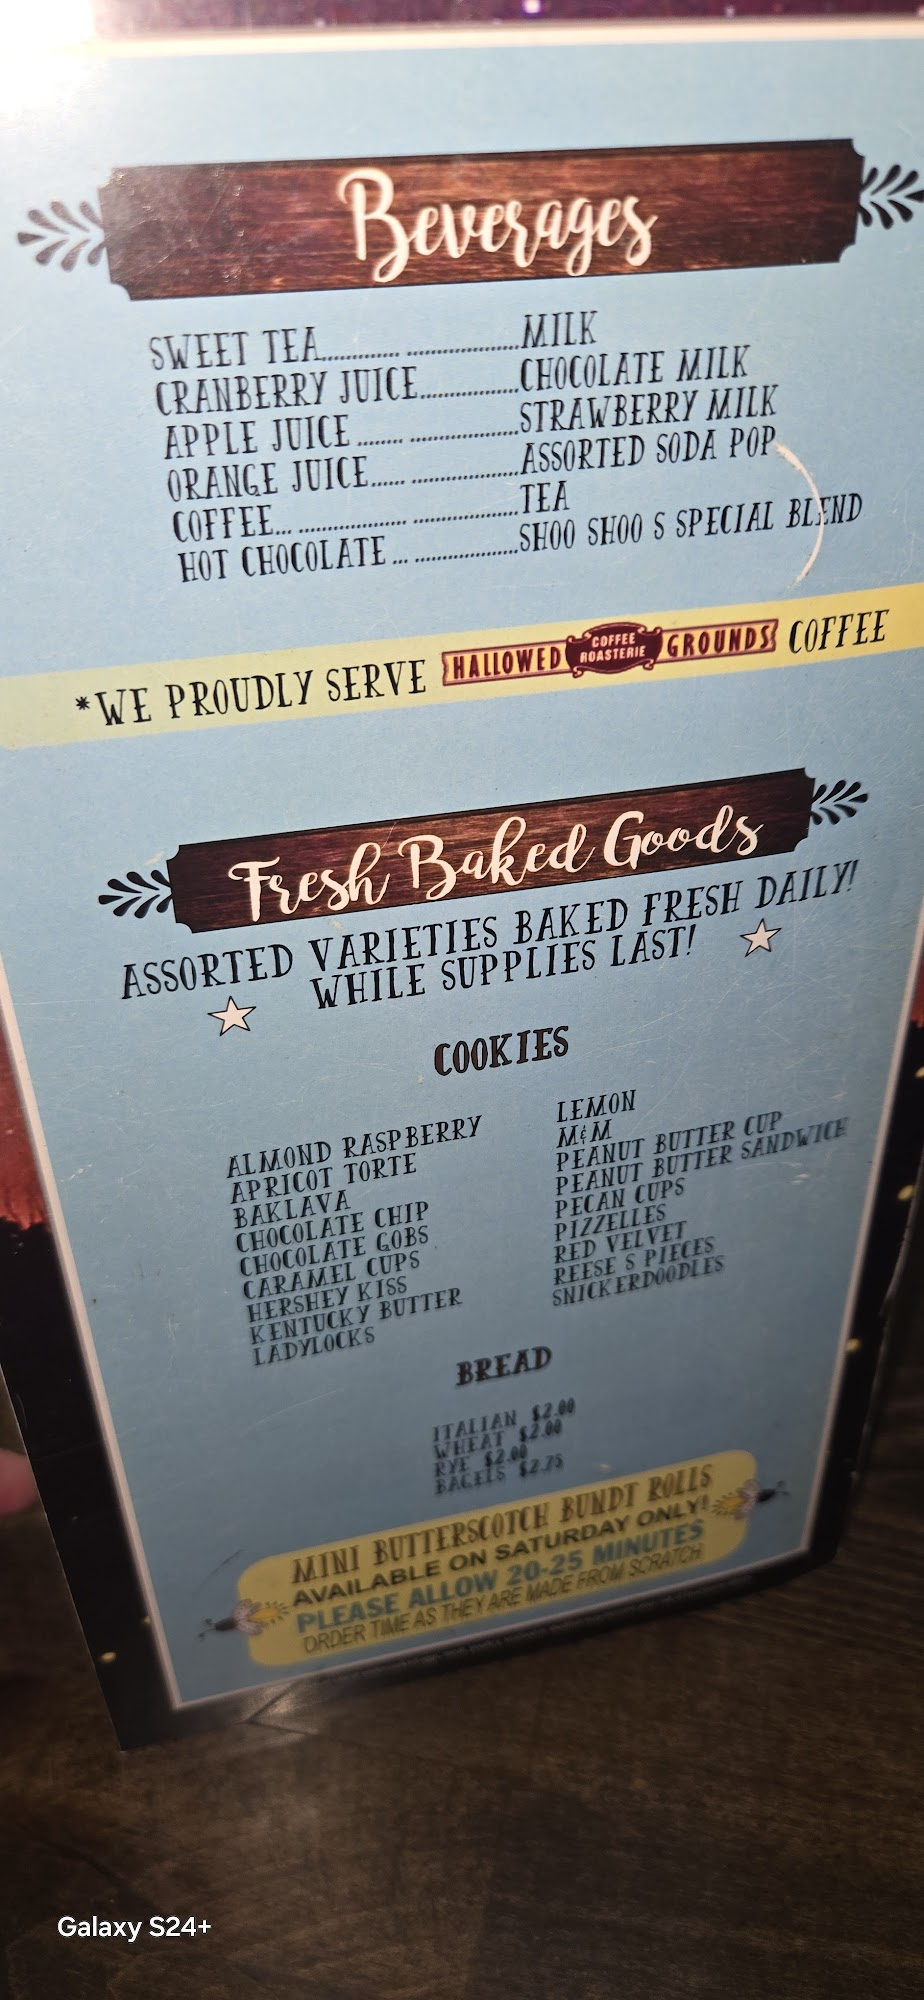 Beverages
SWEET TEA.....................MILK
CRANBERRY JUICE.............CHOCOLATE MILK
APPLE JUICE.....................STRAWBERRY MILK
ORANGE JUICE...................ASSORTED SODA POP
COFFEE..............................TEA
HOT CHOCOLATE................SHOO SHOO S SPECIAL BLEND
*WE PROUDLY SERVE HALLOWED COFFEE ROASTERIE GROUNDS COFFEE
Fresh Baked Goods
ASSORTED VARIETIES BAKED FRESH DAILY!
WHILE SUPPLIES LAST!
COOKIES
ALMOND RASPBERRY
APRICOT TORTE
BAKLAVA
CHOCOLATE CHIP
CHOCOLATE GOBS
CARAMEL CUPS
HERSHEY KISS
KENTUCKY BUTTER
LADYLOCKS
LEMON
M&M
PEANUT BUTTER CUP
PEANUT BUTTER SANDWICH
PECAN CUPS
PIZZELLES
RED VELVET
REESE S PIECES
SNICKERDOODLES
BREAD
ITALIAN $2.00
WHEAT $2.00
RYE $2.00
BAGELS $2.75
MINI BUTTERSCOTCH BUNDT ROLLS
AVAILABLE ON SATURDAY ONLY!
PLEASE ALLOW 20-25 MINUTES
ORDER TIME AS THEY ARE MADE FROM SCRATCH
Galaxy S24+